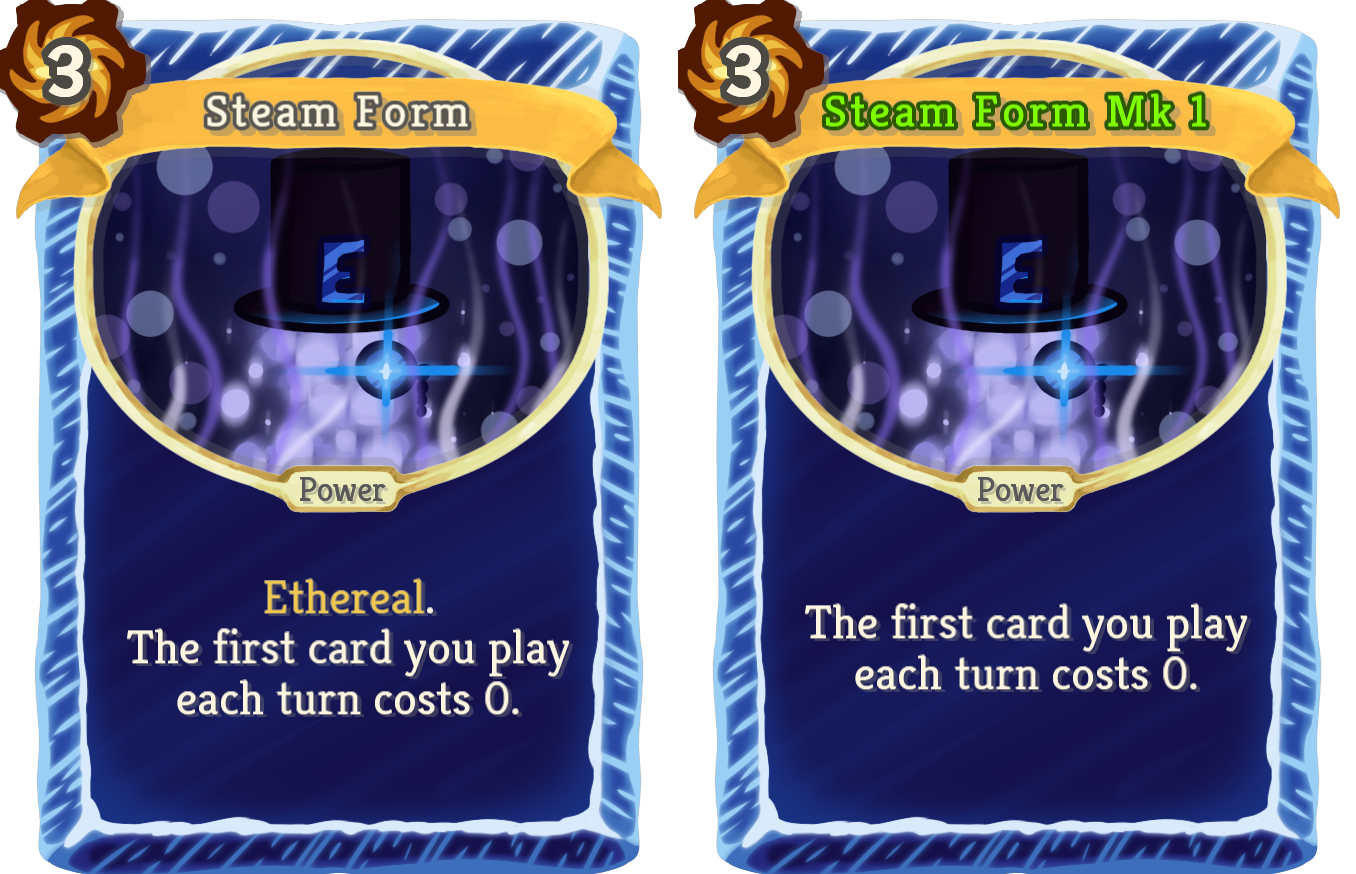 3
Steam Form
E
Power
Ethereal.
The first card you play
each turn costs 0.
3
Steam Form Mk 1
E
Power
The first card you play
each turn costs 0.